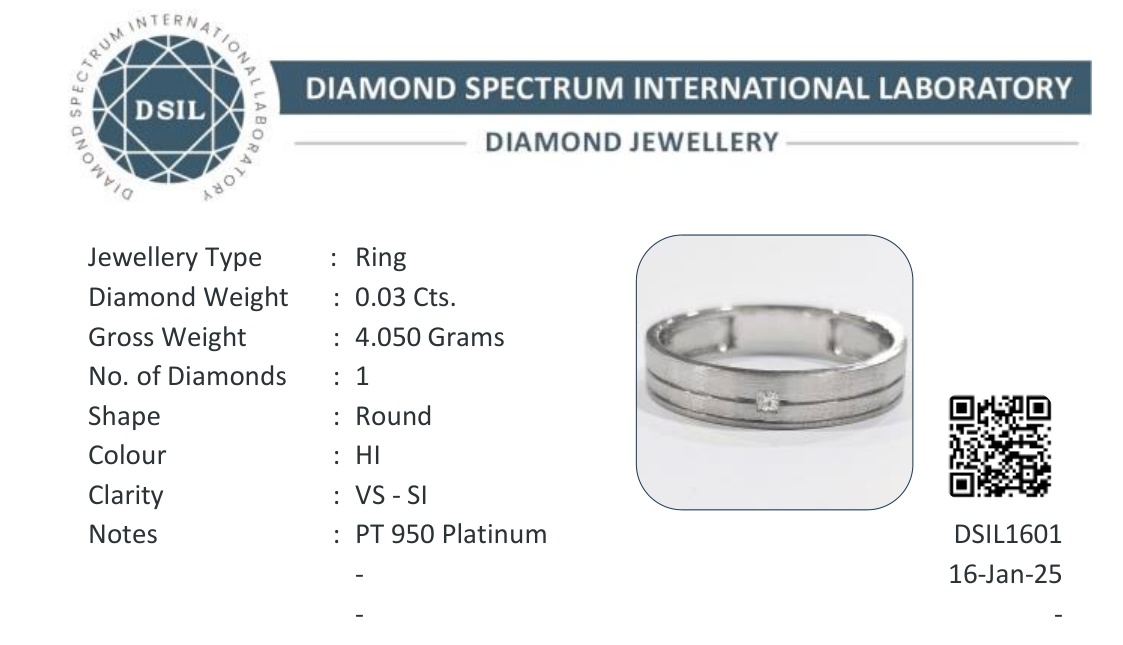 DIAMOND SPECTRUM INTERNATIONAL LABORATORY
DSIL
DIAMOND SPECTRUM INTERNATIONAL LABORATORY
DIAMOND JEWELLERY
Jewellery Type : Ring
Diamond Weight : 0.03 Cts.
Gross Weight : 4.050 Grams
No. of Diamonds : 1
Shape : Round
Colour : HI
Clarity : VS - SI
Notes : PT 950 Platinum
-
-
DSIL1601
16-Jan-25
-